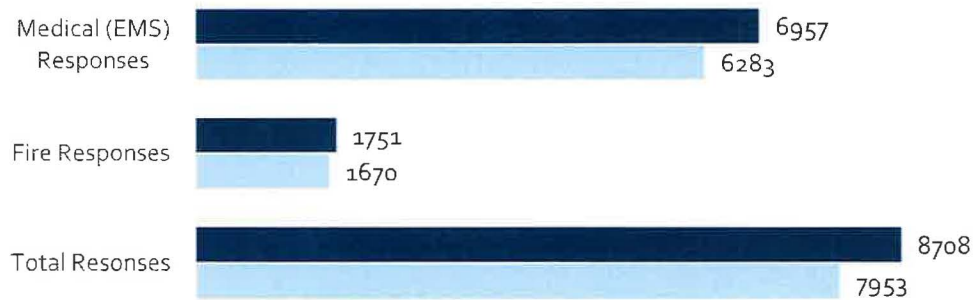 Medical (EMS)
Responses
6957
6283
Fire Responses
1751
1670
Total Resonses
8708
7953